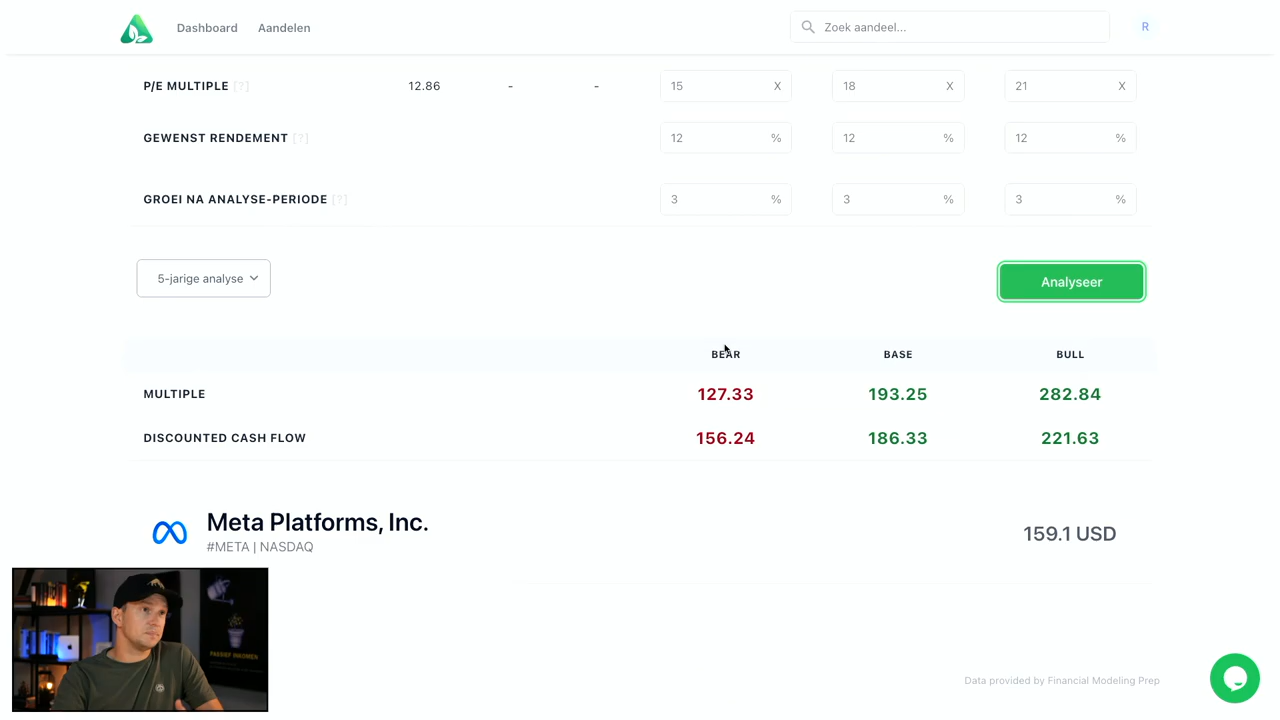 Dashboard Aandelen Zoek aandeel... R
P/E MULTIPLE [?] 12.86 - - 15 X 18 X 21 X
GEWENST RENDEMENT [?] 12 % 12 % 12 %
GROEI NA ANALYSE-PERIODE [?] 3 % 3 % 3 %
5-jarige analyse Analyseer
BEAR BASE BULL
MULTIPLE 127.33 193.25 282.84
DISCOUNTED CASH FLOW 156.24 186.33 221.63
Meta Platforms, Inc.
#META | NASDAQ
159.1 USD
PASSIEF INKOMEN
Data provided by Financial Modeling Prep